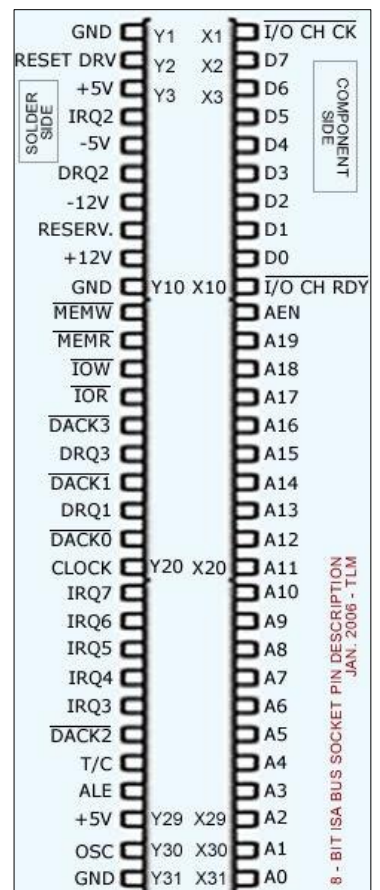 GND Y1 X1 I/O CH CK
RESET DRV Y2 X2 D7
+5V Y3 X3 D6
IRQ2 D5
-5V D4
DRQ2 D3
-12V D2
RESERV. D1
+12V D0
GND Y10 X10 I/O CH RDY
MEMW AEN
MEMR A19
IOW A18
IOR A17
DACK3 A16
DRQ3 A15
DACK1 A14
DRQ1 A13
DACK0 A12
CLOCK Y20 X20 A11
IRQ7 A10
IRQ6 A9
IRQ5 A8
IRQ4 A7
IRQ3 A6
DACK2 A5
T/C A4
ALE A3
+5V Y29 X29 A2
OSC Y30 X30 A1
GND Y31 X31 A0
SOLDER
SIDE
COMPONENT
SIDE
8 - BIT ISA BUS SOCKET PIN DESCRIPTION
JAN. 2006 - TLM